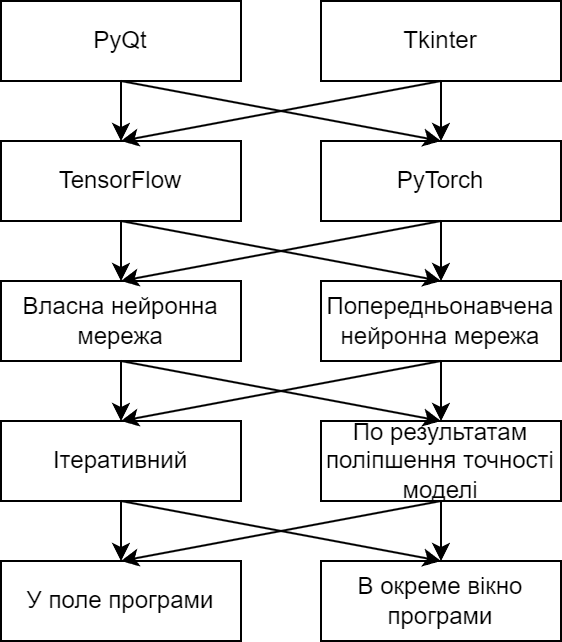 PyQt
Tkinter
TensorFlow
PyTorch
Власна нейронна
мережа
Попередньонавчена
нейронна мережа
Ітеративний
По результатам
поліпшення точності
моделі
У поле програми
В окреме вікно
програми